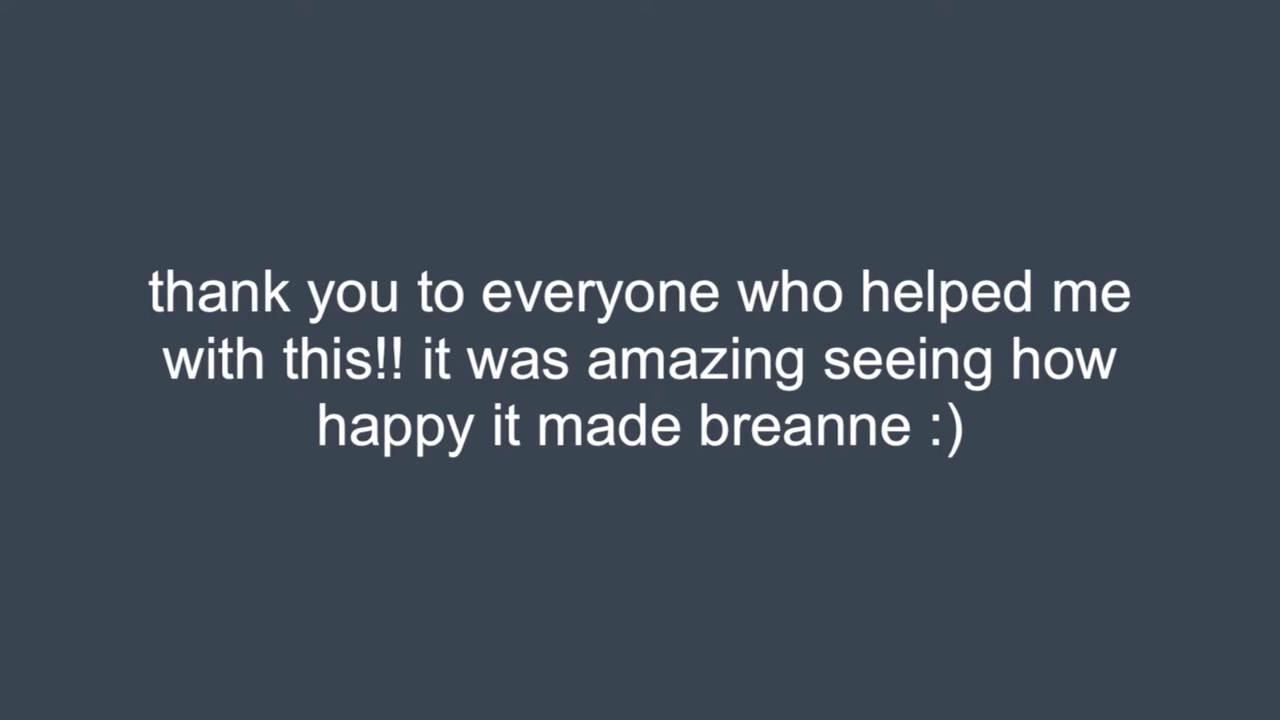 thank you to everyone who helped me
with this!! it was amazing seeing how
happy it made breanne :)